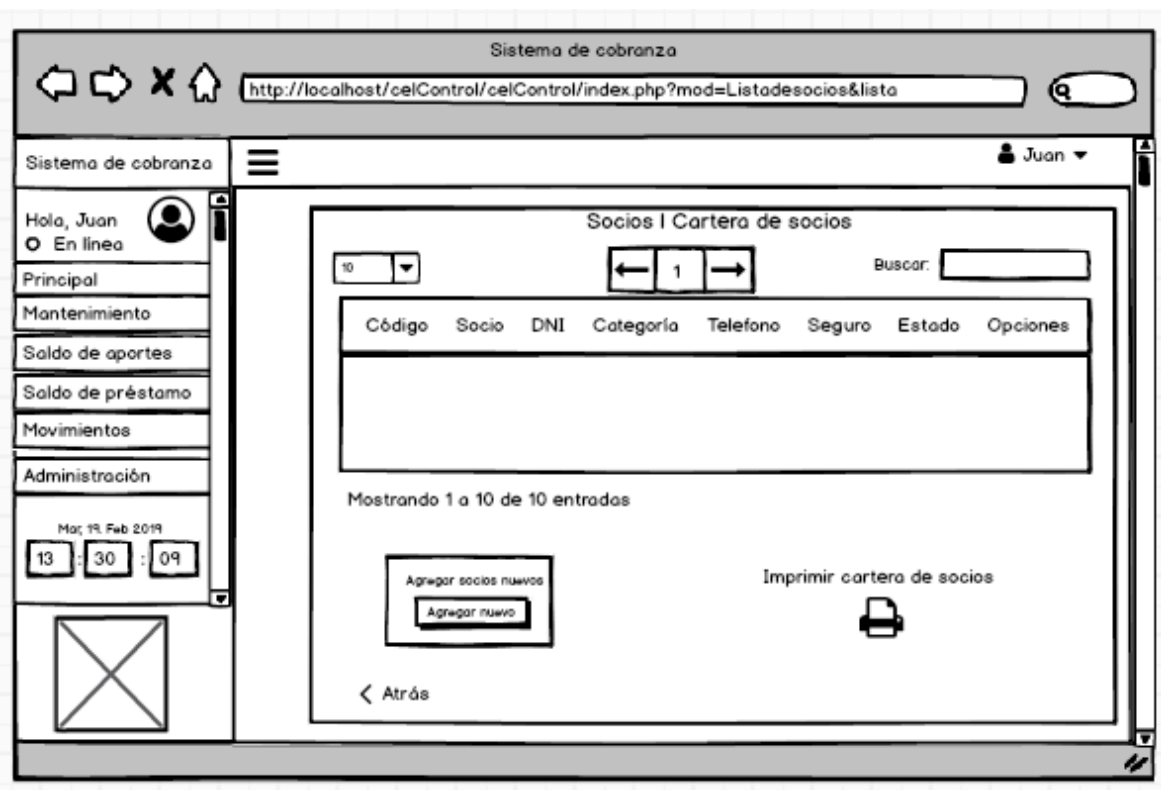 Sistema de cobranza
http://localhost/celControl/celControl/index.php?mod=Listadesocios&lista
Sistema de cobranza
Juan
Hola, Juan
En línea
Principal
Mantenimiento
Saldo de aportes
Saldo de préstamo
Movimientos
Administración
Mar, 19. Feb 2019
13 : 30 : 09
Socios | Cartera de socios
10
1
Buscar:
Código Socio DNI Categoría Telefono Seguro Estado Opciones
Mostrando 1 a 10 de 10 entradas
Agregar socios nuevos
Agregar nuevo
Imprimir cartera de socios
Atrás